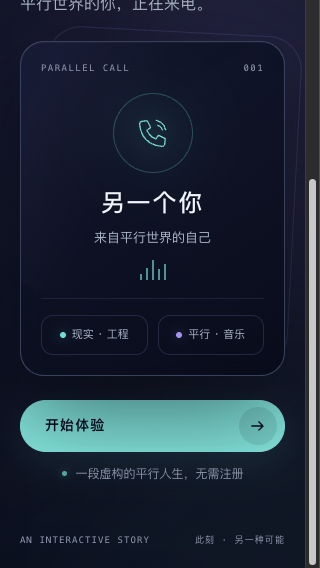 平行世界的你，正在来电。
PARALLEL CALL 001
另一个你
来自平行世界的自己
现实 · 工程 平行 · 音乐
开始体验
一段虚构的平行人生，无需注册
AN INTERACTIVE STORY 此刻 · 另一种可能